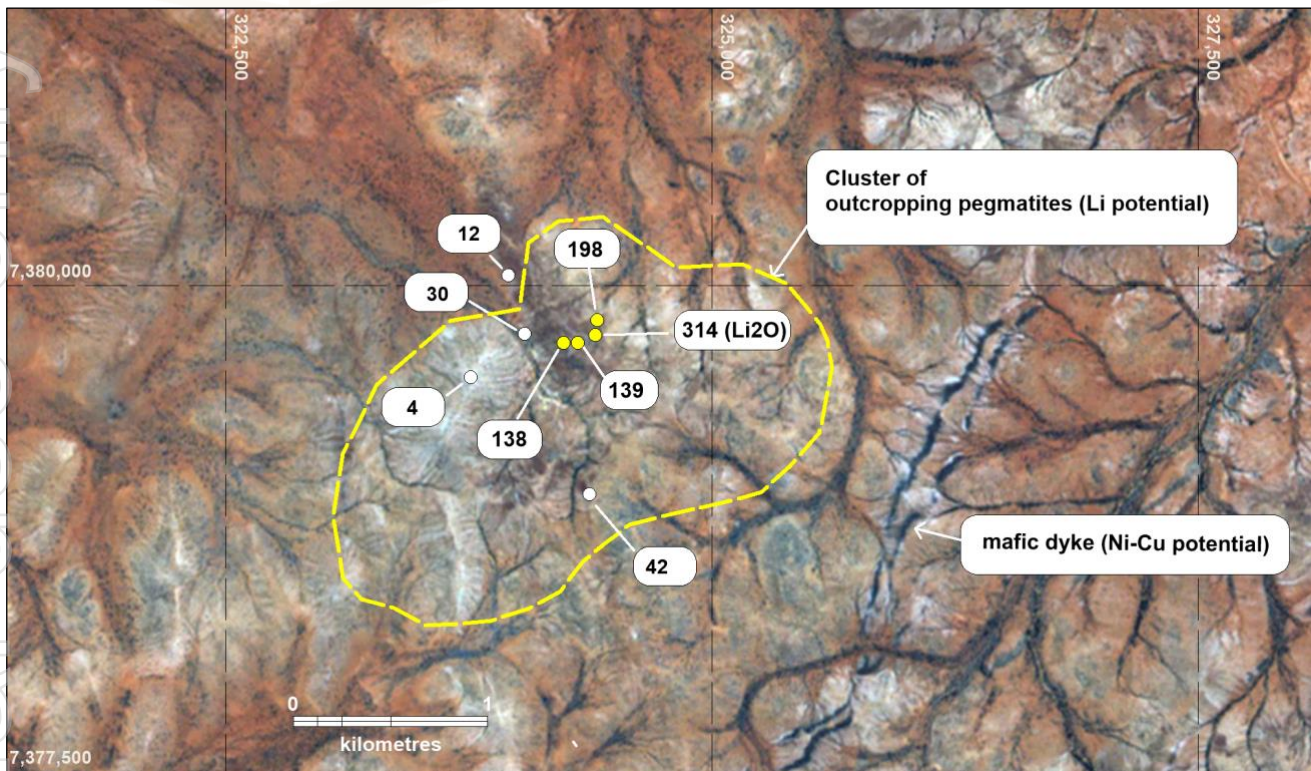 322,500
325,000
327,500
Cluster of
outcropping pegmatites (Li potential)
12
198
7,380,000
30
314 (Li2O)
4
139
138
42
mafic dyke (Ni-Cu potential)
0 1
kilometres
7,377,500